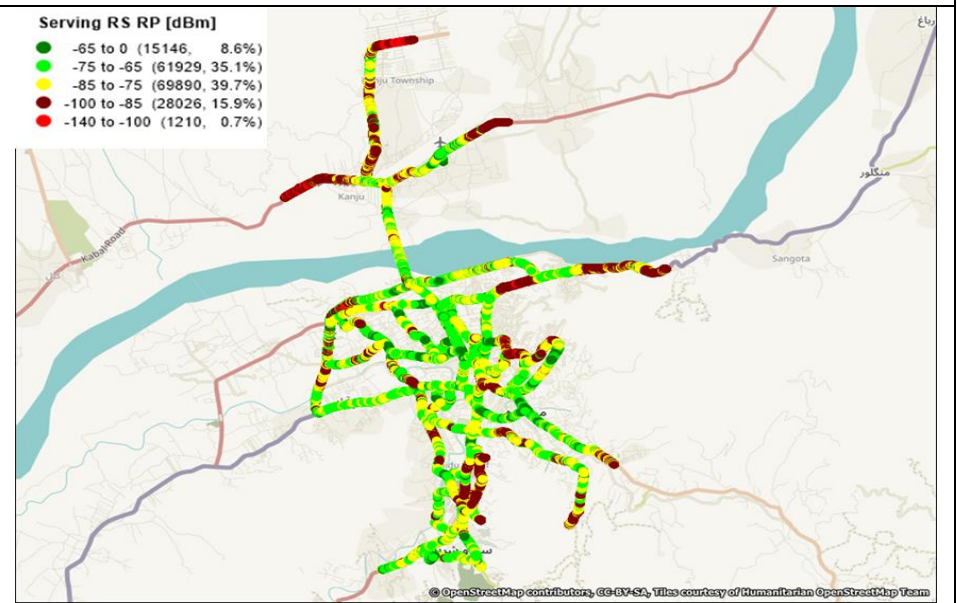 Serving RS RP [dBm]
-65 to 0 (15146, 8.6%)
-75 to -65 (61929, 35.1%)
-85 to -75 (69890, 39.7%)
-100 to -85 (28026, 15.9%)
-140 to -100 (1210, 0.7%)
ju Township
منگلور
Kanju
Kabal Road
Sangota
© OpenStreetMap contributors, CC-BY-SA, Tiles courtesy of Humanitarian OpenStreetMap Team